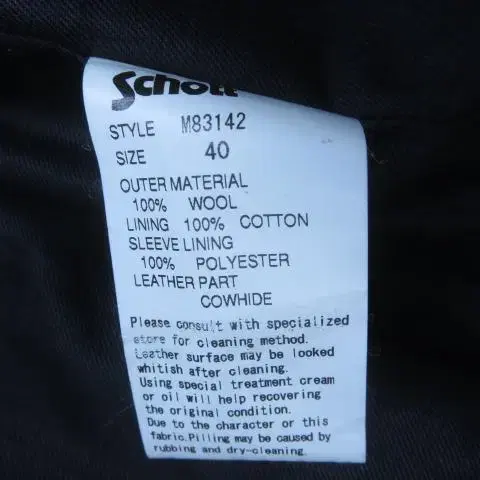 Schott
STYLE M83142
SIZE 40
OUTER MATERIAL
100% WOOL
LINING 100% COTTON
SLEEVE LINING
100% POLYESTER
LEATHER PART
COWHIDE
Please consult with specialized
store for cleaning method.
Leather surface may be looked
whitish after cleaning.
Using special treatment cream
or oil will help recovering
the original condition.
Due to the character or this
fabric.Pilling may be caused by
rubbing and dry-cleaning.